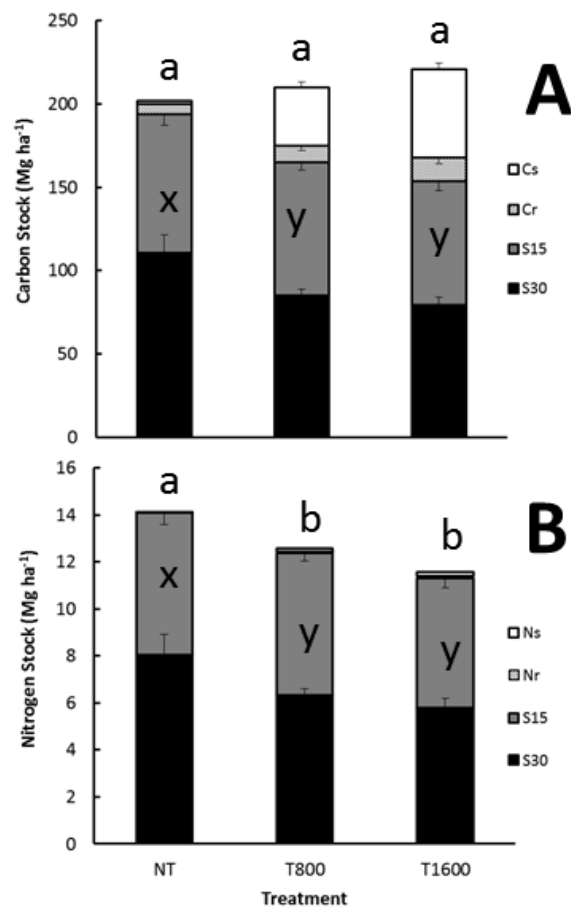 250
200
150
100
50
0
Carbon Stock (Mg ha⁻¹)
a
a
a
x
y
y
A
Cs
Cr
S15
S30
16
14
12
10
8
6
4
2
0
Nitrogen Stock (Mg ha⁻¹)
a
b
b
x
y
y
B
Ns
Nr
S15
S30
NT T800 T1600
Treatment